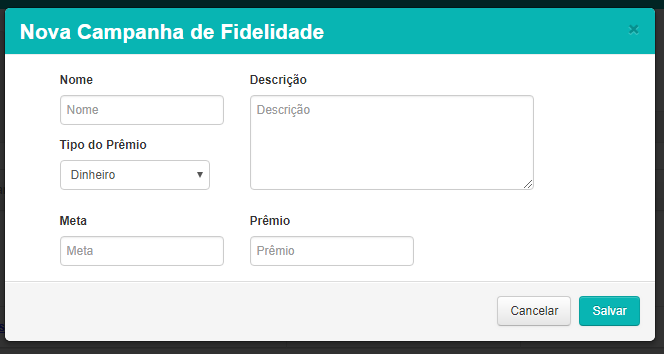 Nova Campanha de Fidelidade ×
Nome Descrição
Nome Descrição
Tipo do Prêmio
Dinheiro
Meta Prêmio
Meta Prêmio
Cancelar Salvar